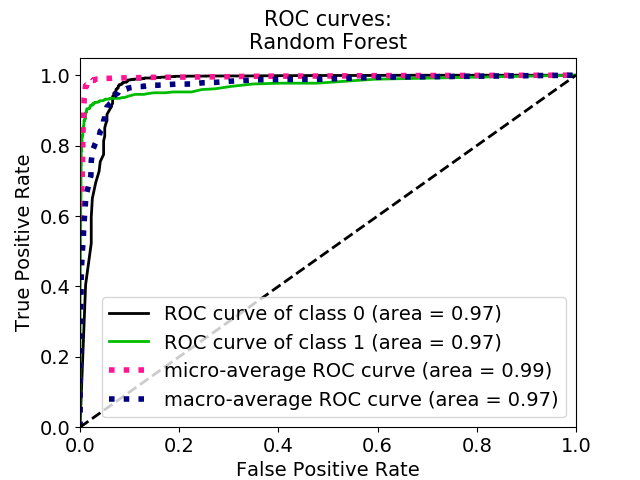 ROC curves:
Random Forest
True Positive Rate
1.0
0.8
0.6
0.4
0.2
0.0
ROC curve of class 0 (area = 0.97)
ROC curve of class 1 (area = 0.97)
micro-average ROC curve (area = 0.99)
macro-average ROC curve (area = 0.97)
0.0 0.2 0.4 0.6 0.8 1.0
False Positive Rate